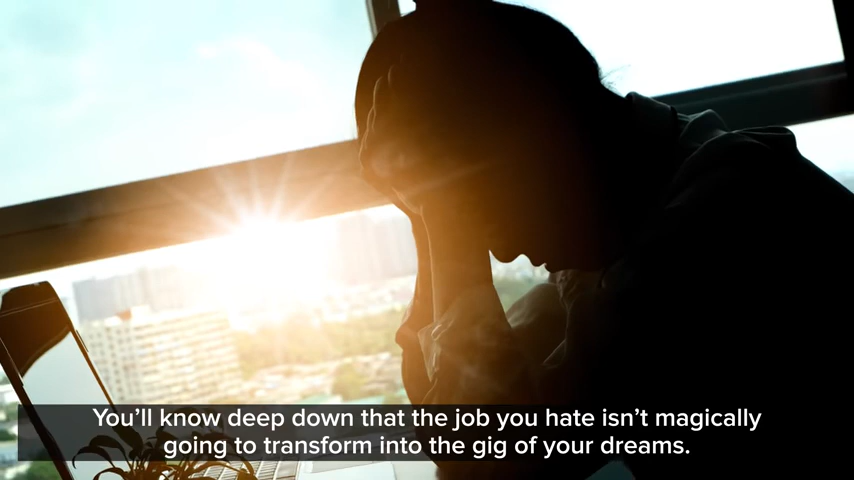 You’ll know deep down that the job you hate isn’t magically
going to transform into the gig of your dreams.